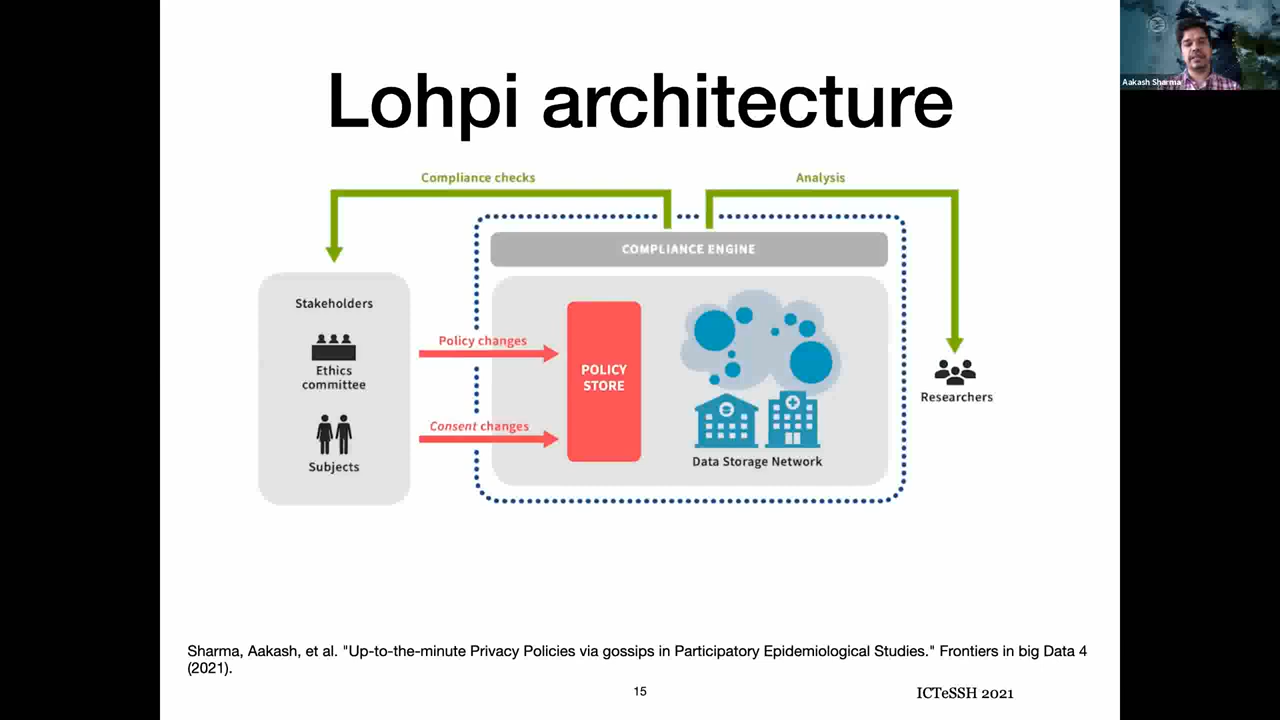 Lohpi architecture
Aakash Sharma
Compliance checks
Analysis
COMPLIANCE ENGINE
Stakeholders
Ethics
committee
Subjects
Policy changes
Consent changes
POLICY
STORE
Data Storage Network
Researchers
Sharma, Aakash, et al. "Up-to-the-minute Privacy Policies via gossips in Participatory Epidemiological Studies." Frontiers in big Data 4
(2021).
15
ICTeSSH 2021